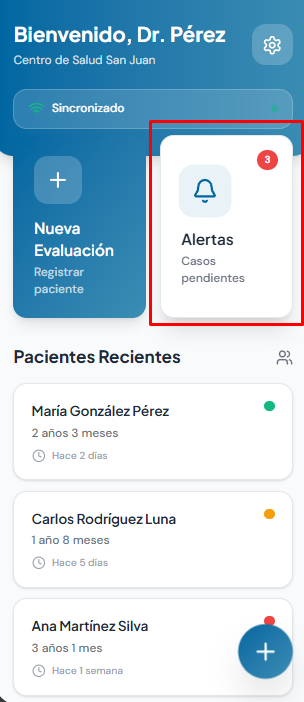 Bienvenido, Dr. Pérez
Centro de Salud San Juan
Sincronizado
Nueva
Evaluación
Registrar
paciente
3
Alertas
Casos
pendientes
Pacientes Recientes
María González Pérez
2 años 3 meses
Hace 2 días
Carlos Rodríguez Luna
1 año 8 meses
Hace 5 días
Ana Martínez Silva
3 años 1 mes
Hace 1 semana